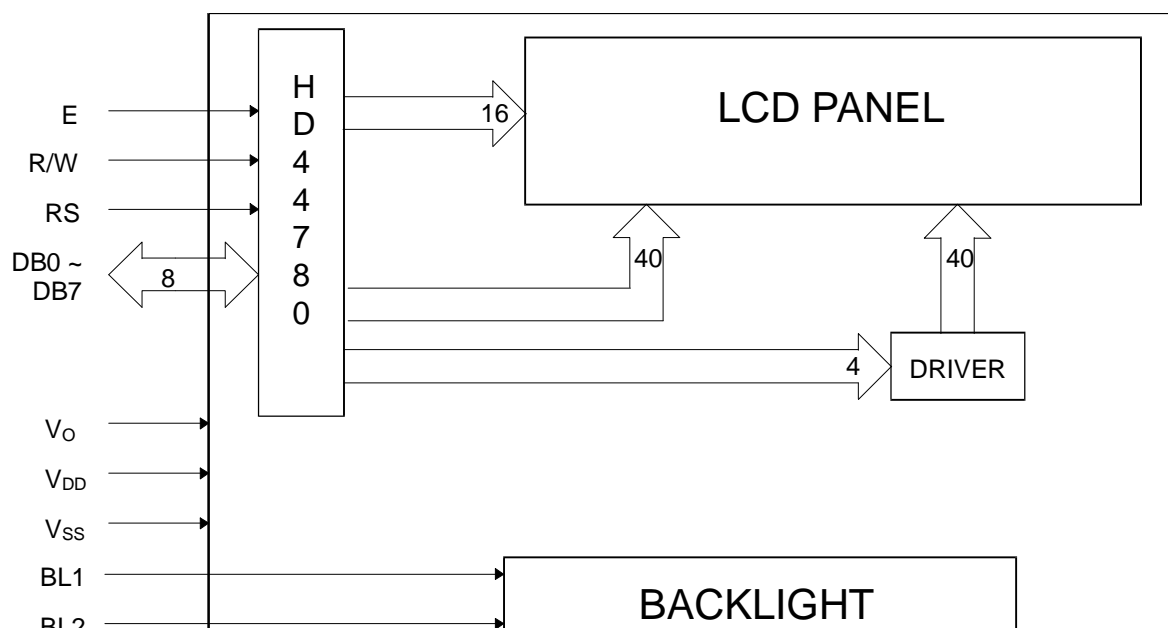 E
R/W
RS
DB0 ~
DB7
8
H
D
4
4
7
8
0
16
LCD PANEL
40
40
4
DRIVER
VO
VDD
VSS
BL1
BL2
BACKLIGHT